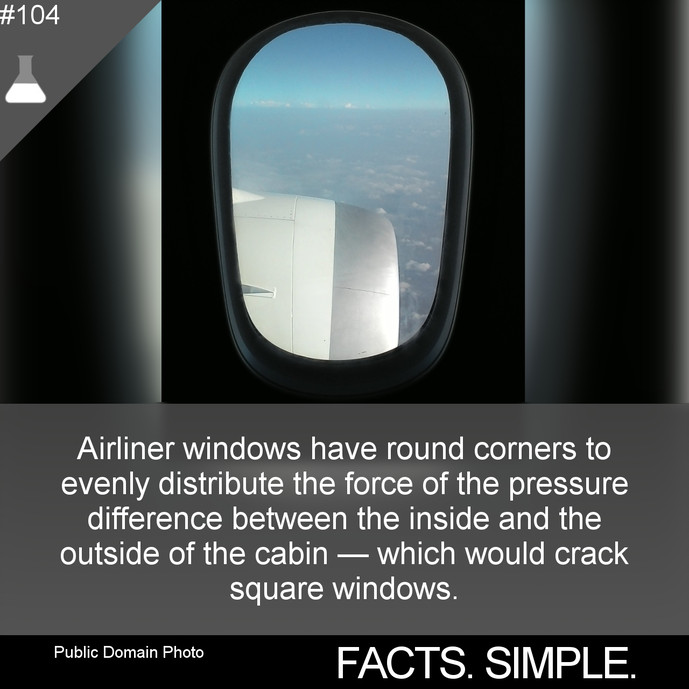 #104
Airliner windows have round corners to
evenly distribute the force of the pressure
difference between the inside and the
outside of the cabin — which would crack
square windows.
Public Domain Photo
FACTS. SIMPLE.